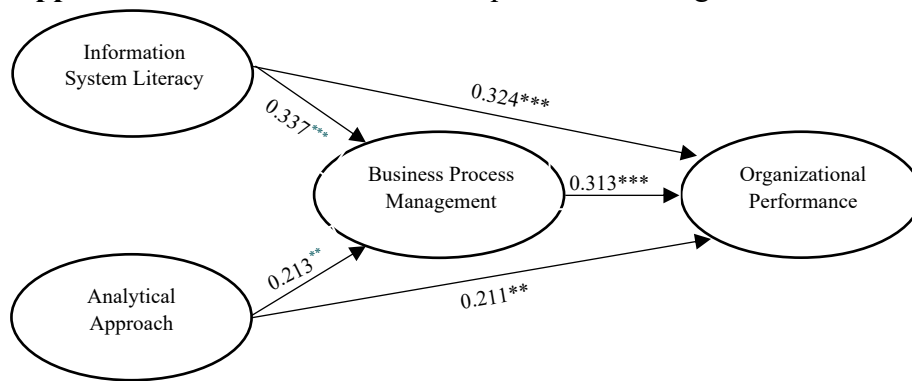 Information
System Literacy
0.324***
0.337***
Business Process
Management
0.313***
Organizational
Performance
0.213**
0.211**
Analytical
Approach